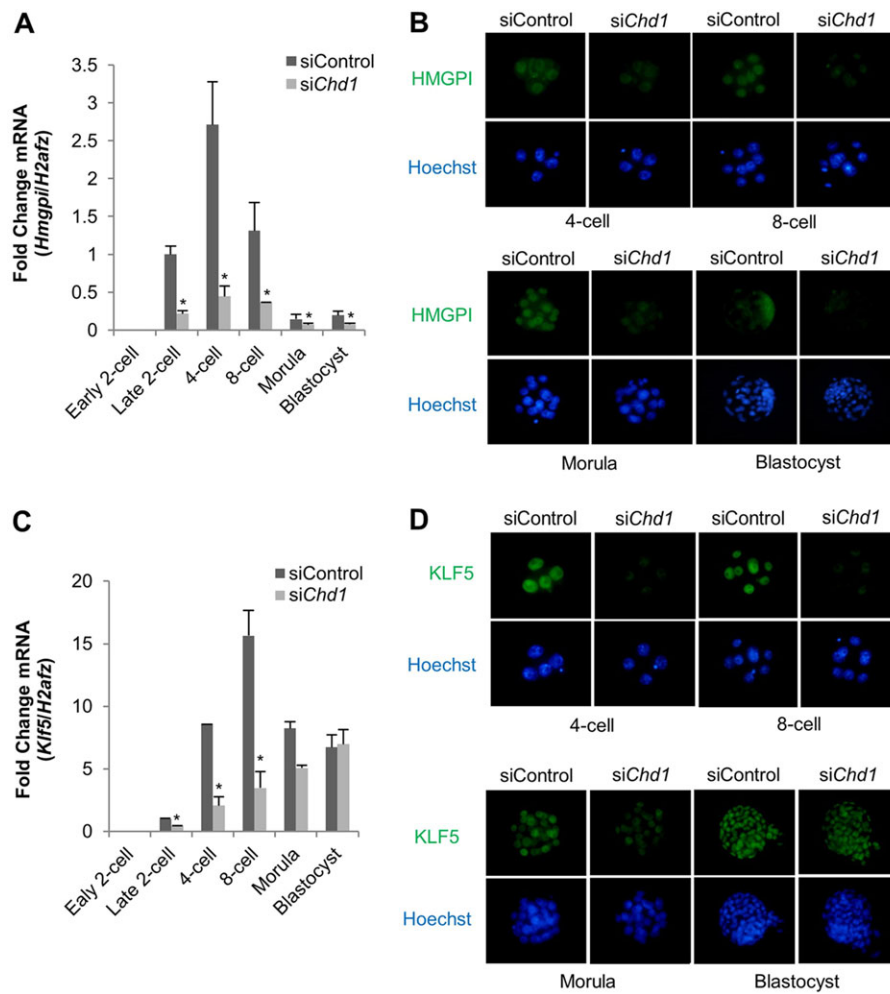 A
siControl
siChd1
Fold Change mRNA
(Hmgpi/H2afz)
3.5
3
2.5
2
1.5
1
0.5
0
*
*
*
*
*
Early 2-cell
Late 2-cell
4-cell
8-cell
Morula
Blastocyst
B
siControl siChd1 siControl siChd1
HMGPI
Hoechst
4-cell 8-cell
siControl siChd1 siControl siChd1
HMGPI
Hoechst
Morula Blastocyst
C
siControl
siChd1
Fold Change mRNA
(Klf5/H2afz)
20
15
10
5
0
*
*
*
Ealy 2-cell
Late 2-cell
4-cell
8-cell
Morula
Blastocyst
D
siControl siChd1 siControl siChd1
KLF5
Hoechst
4-cell 8-cell
siControl siChd1 siControl siChd1
KLF5
Hoechst
Morula Blastocyst